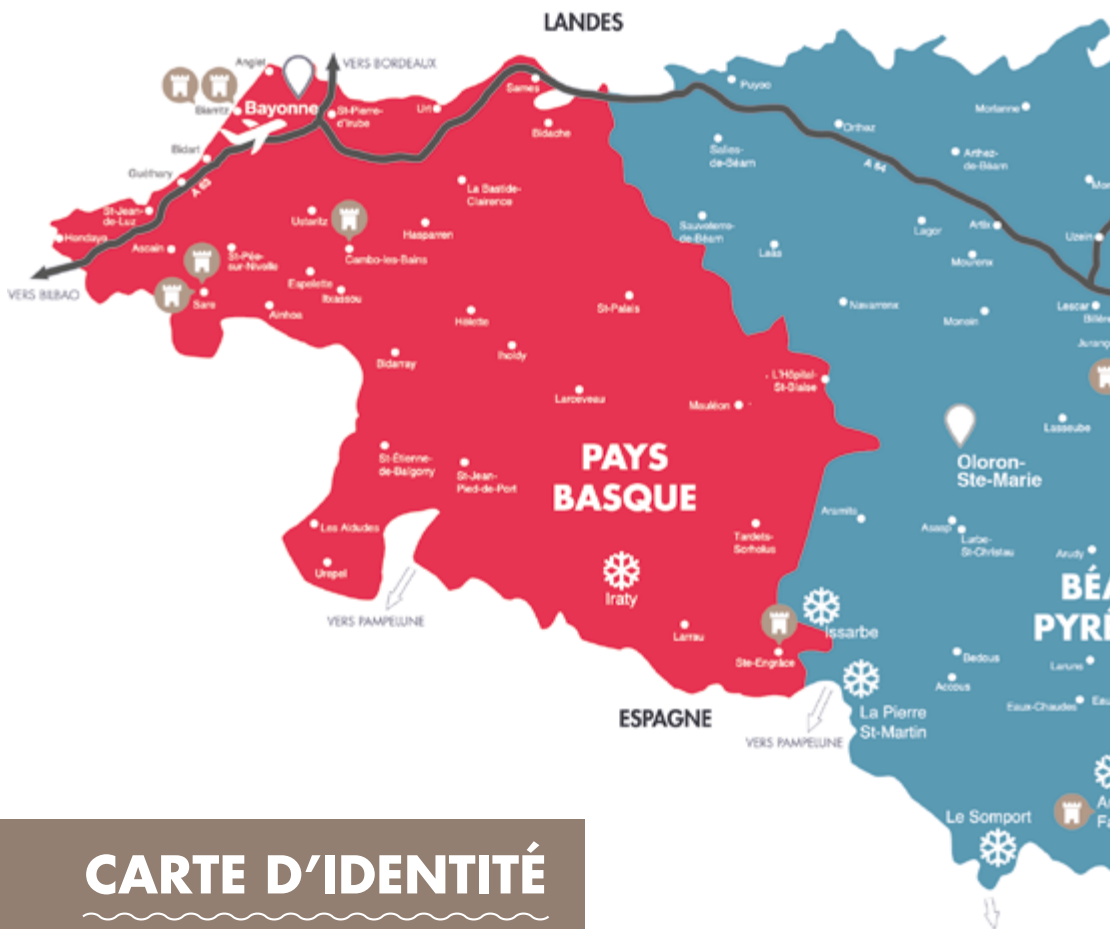 LANDES
VERS BORDEAUX
Anglet
Biarritz
Bayonne
St-Pierre-
d'Irube
Urt
Sames
Bidache
Puyoo
Morlanne
Orthez
Salies-
de-Béarn
Arthez-
de-Béarn
A 64
Bidart
Guéthary
A 63
La Bastide-
Clairence
St-Jean-
de-Luz
Ustaritz
Hasparren
Sauveterre-
de-Béarn
Lagor
Artix
Uzein
Hendaye
Ascain
St-Pée-
sur-Nivelle
Cambo-les-Bains
Laàs
Mourenx
VERS BILBAO
Sare
Espelette
Itxassou
Ainhoa
St-Palais
Navarrenx
Monein
Lescar
Billère
Hélette
Iholdy
Bidarray
Juranç
L'Hôpital-
St-Blaise
Larceveau
Mauléon
Lasseube
St-Étienne-
de-Baïgorry
St-Jean-
Pied-de-Port
PAYS
BASQUE
Oloron-
Ste-Marie
Les Aldudes
Urepel
Tardets-
Sorholus
Aramits
Asasp
Lurbe-
St-Christau
Arudy
VERS PAMPELUNE
Iraty
BÉA
PYRÉ
Larrau
Issarbe
Ste-Engrâce
Bedous
Accous
Laruns
Eaux-Chaudes
Eau
ESPAGNE
La Pierre
St-Martin
VERS PAMPELUNE
Le Somport
CARTE D'IDENTITÉ